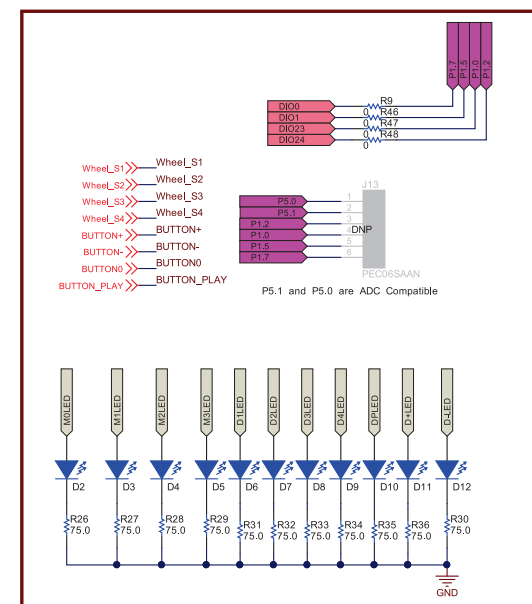 P1.7 P1.5 P1.0 P1.2
DIO0 R9
0
DIO1 R46
0
DIO23 R47
0
DIO24 R48
0
Wheel_S1 Wheel_S1
Wheel_S2 Wheel_S2
Wheel_S3 Wheel_S3
Wheel_S4 Wheel_S4
BUTTON+ BUTTON+
BUTTON- BUTTON-
BUTTON0 BUTTON0
BUTTON_PLAY BUTTON_PLAY
J13
P5.0 1
P5.1 2
P1.2 3
P1.0 4 DNP
P1.5 5
P1.7 6
PEC06SAAN
P5.1 and P5.0 are ADC Compatible
M0LED M1LED M2LED M3LED D1LED D2LED D3LED D4LED DPLED D+LED D-LED
D2 D3 D4 D5 D6 D7 D8 D9 D10 D11 D12
R26 R27 R28 R29 R31 R32 R33 R34 R35 R36 R30
75.0 75.0 75.0 75.0 75.0 75.0 75.0 75.0 75.0 75.0 75.0
GND